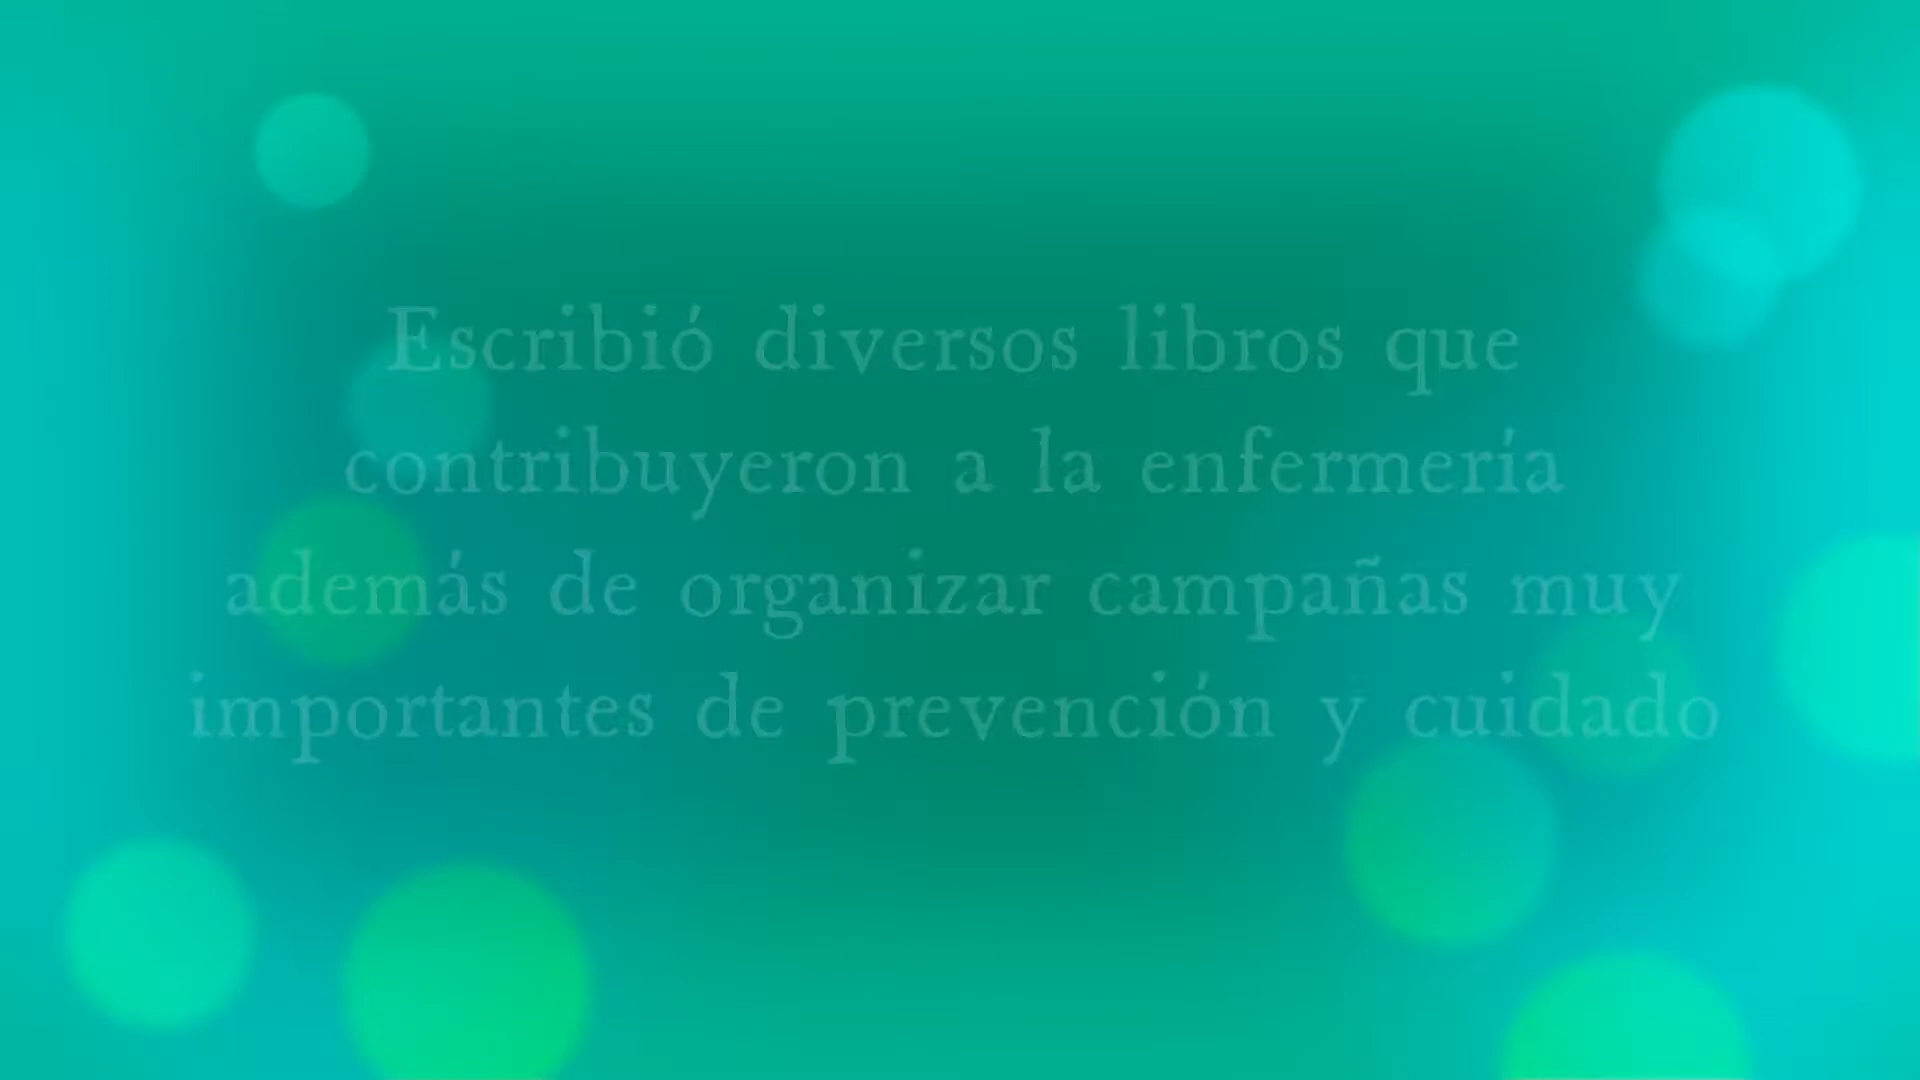 Escribió diversos libros que
contribuyeron a la enfermería
además de organizar campañas muy
importantes de prevención y cuidado